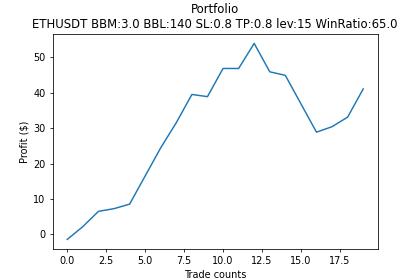 Portfolio
ETHUSDT BBM:3.0 BBL:140 SL:0.8 TP:0.8 lev:15 WinRatio:65.0
50
40
30
20
10
0
Profit ($)
0.0 2.5 5.0 7.5 10.0 12.5 15.0 17.5
Trade counts